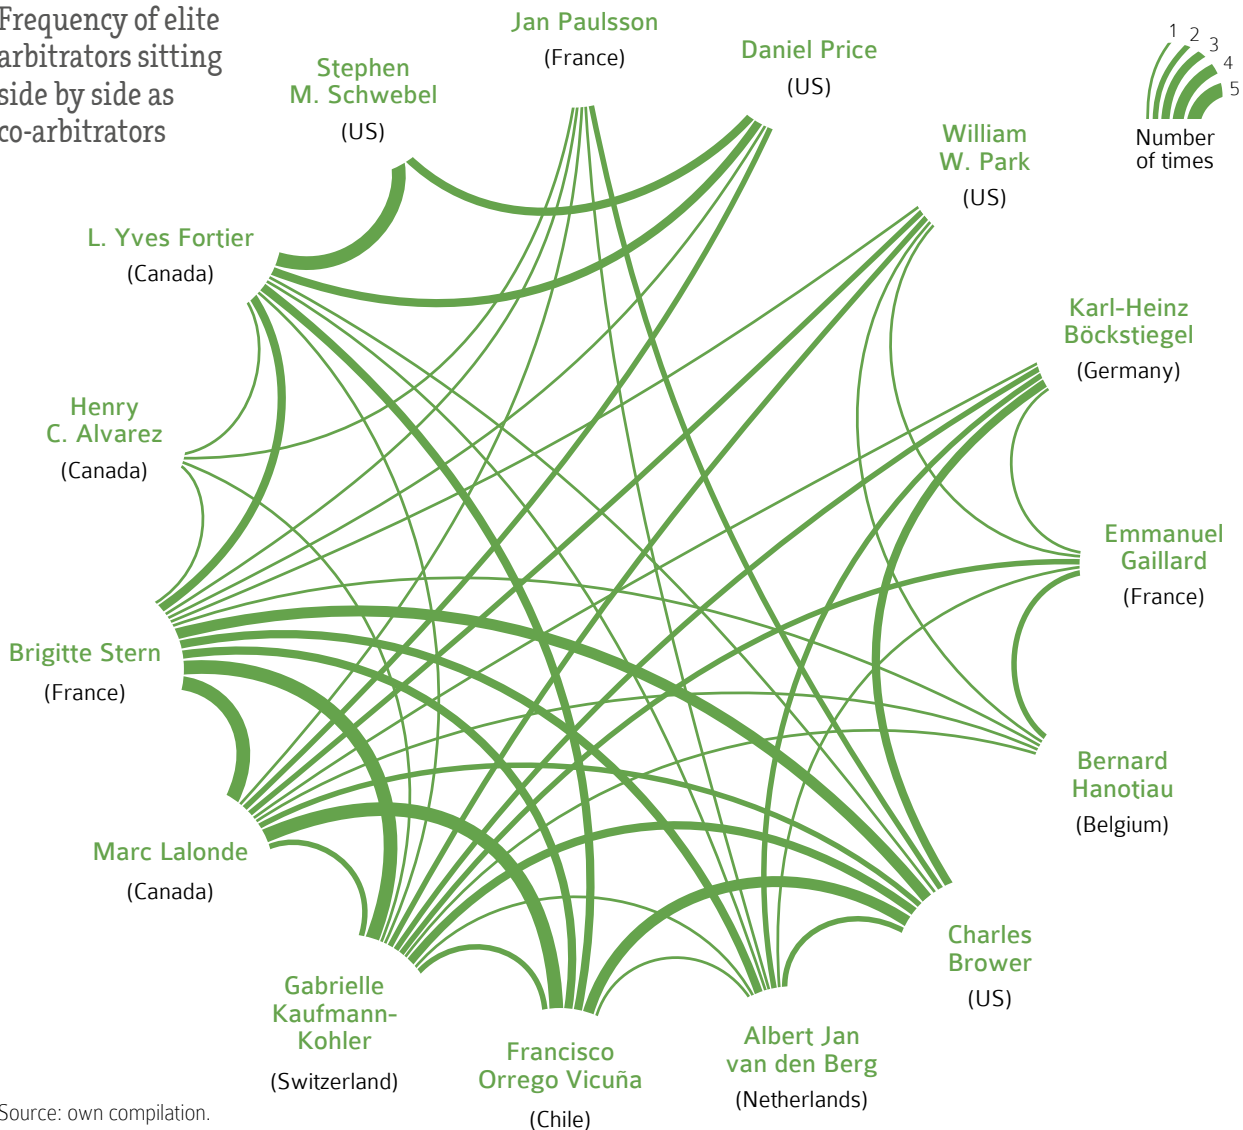 Frequency of elite
arbitrators sitting
side by side as
co-arbitrators
Jan Paulsson
(France)
Daniel Price
(US)
Stephen
M. Schwebel
(US)
William
W. Park
(US)
1 2 3 4 5
Number
of times
L. Yves Fortier
(Canada)
Karl-Heinz
Böckstiegel
(Germany)
Henry
C. Alvarez
(Canada)
Emmanuel
Gaillard
(France)
Brigitte Stern
(France)
Bernard
Hanotiau
(Belgium)
Marc Lalonde
(Canada)
Charles
Brower
(US)
Gabrielle
Kaufmann-
Kohler
(Switzerland)
Francisco
Orrego Vicuña
(Chile)
Albert Jan
van den Berg
(Netherlands)
Source: own compilation.